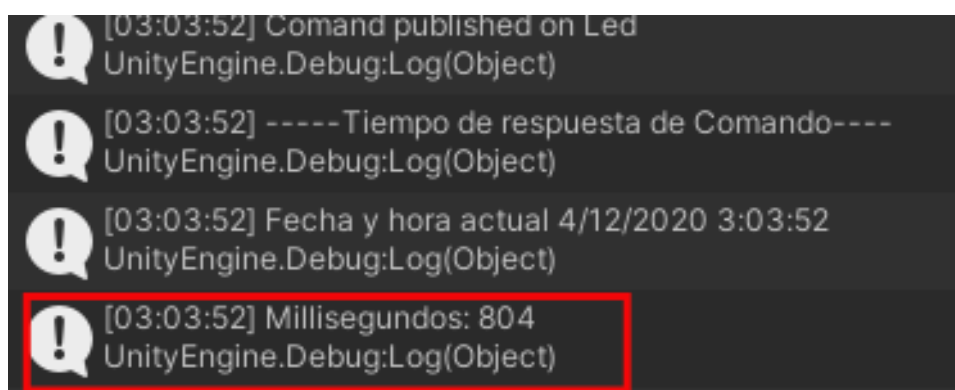 [03:03:52] Comand published on Led
UnityEngine.Debug:Log(Object)
[03:03:52] -----Tiempo de respuesta de Comando----
UnityEngine.Debug:Log(Object)
[03:03:52] Fecha y hora actual 4/12/2020 3:03:52
UnityEngine.Debug:Log(Object)
[03:03:52] Millisegundos: 804
UnityEngine.Debug:Log(Object)